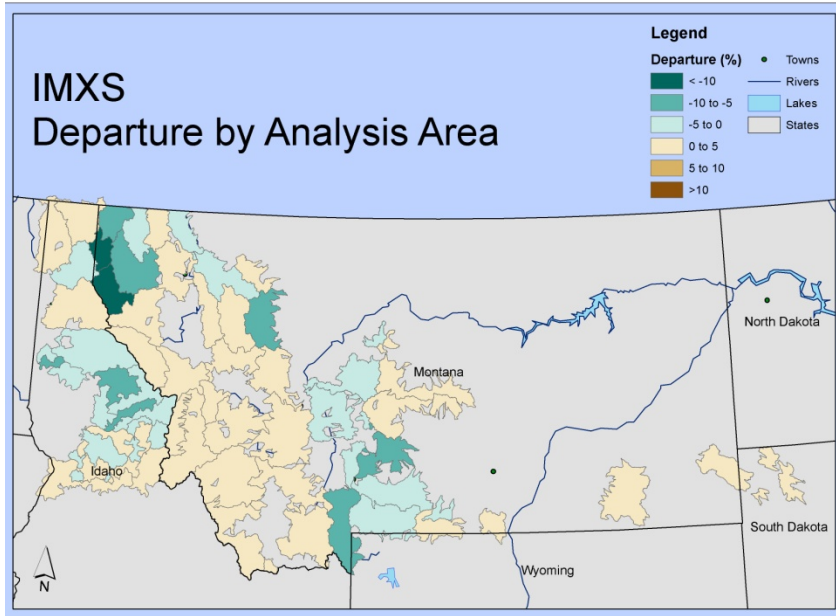 IMXS
Departure by Analysis Area
Legend
Departure (%)
< -10
-10 to -5
-5 to 0
0 to 5
5 to 10
>10
Towns
Rivers
Lakes
States
North Dakota
Montana
Idaho
South Dakota
Wyoming
N